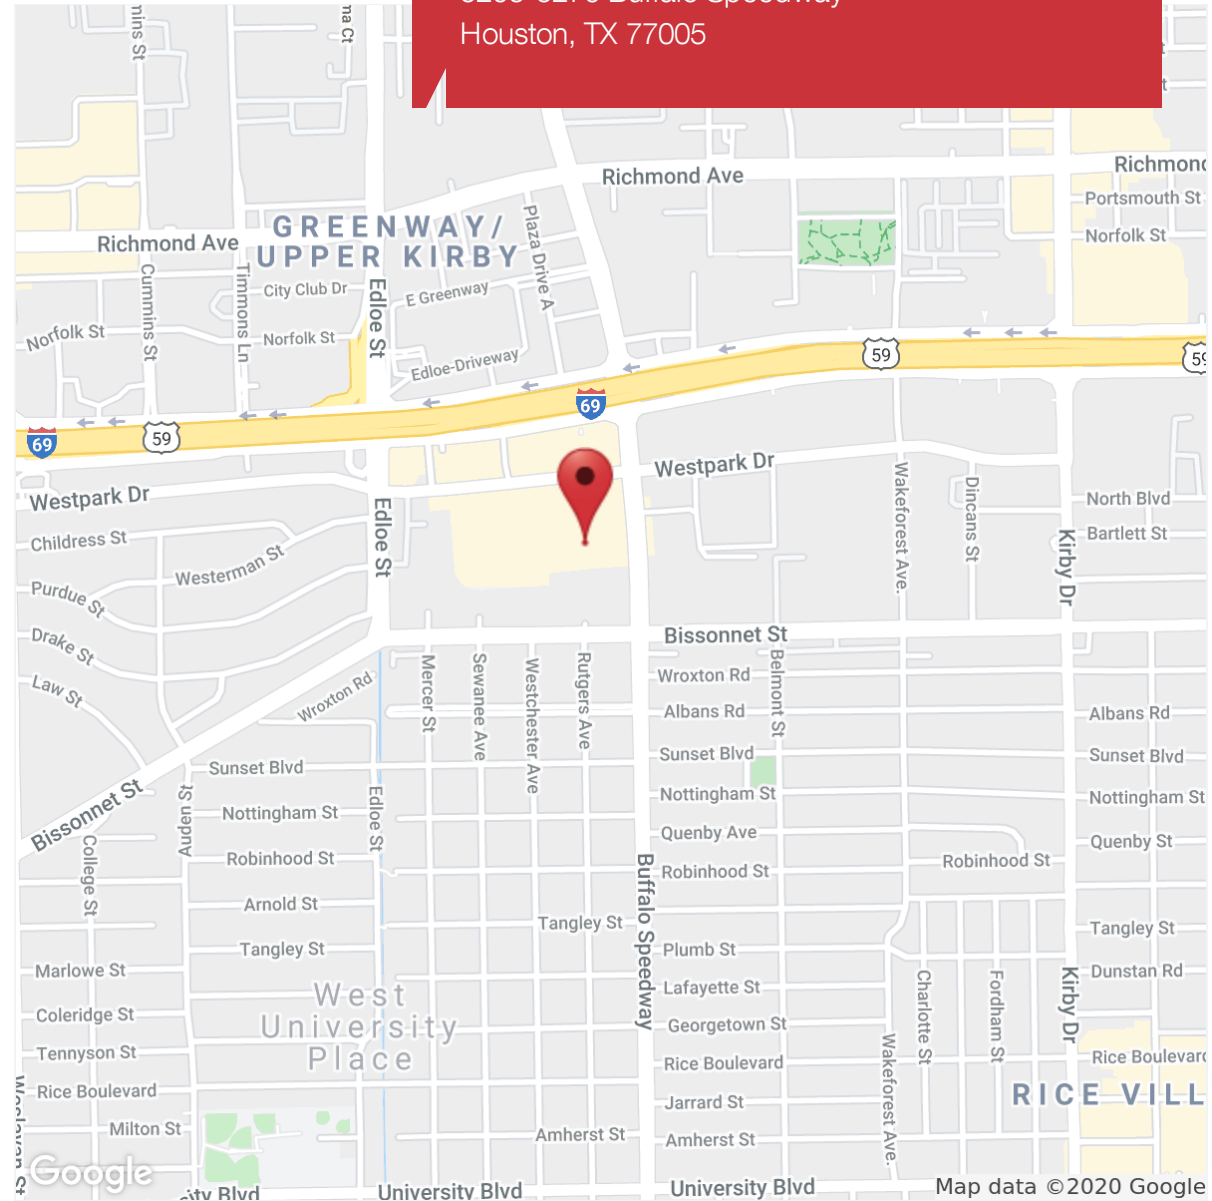 Houston, TX 77005
Richmond Ave
Portsmouth St
Norfolk St
GREENWAY/
UPPER KIRBY
Plaza Drive A
Richmond Ave
Cummins St
Timmons Ln
City Club Dr
Edloe St
E Greenway
Norfolk St
Norfolk St
Edloe-Driveway
59
69
69
59
Westpark Dr
Westpark Dr
Edloe St
Wakeforest Ave.
Dincans St
North Blvd
Bartlett St
Kirby Dr
Childress St
Westerman St
Purdue St
Drake St
Law St
Bissonnet St
Wroxton Rd
Mercer St
Sewanee Ave
Westchester Ave
Rutgers Ave
Wroxton Rd
Belmont St
Albans Rd
Albans Rd
Sunset Blvd
Sunset Blvd
Sunset Blvd
Bissonnet St
Auden St
Edloe St
Nottingham St
Nottingham St
Nottingham St
Quenby Ave
Quenby St
College St
Robinhood St
Robinhood St
Robinhood St
Buffalo Speedway
Arnold St
Tangley St
Tangley St
Tangley St
Plumb St
Marlowe St
Dunstan Rd
Lafayette St
Charlotte St
Fordham St
Kirby Dr
West
University
Place
Coleridge St
Georgetown St
Tennyson St
Rice Boulevard
Rice Boulevard
Rice Boulevard
Wakeforest Ave.
RICE VILL
Jarrard St
Milton St
Amherst St
Amherst St
Google
University Blvd
University Blvd
Map data ©2020 Google